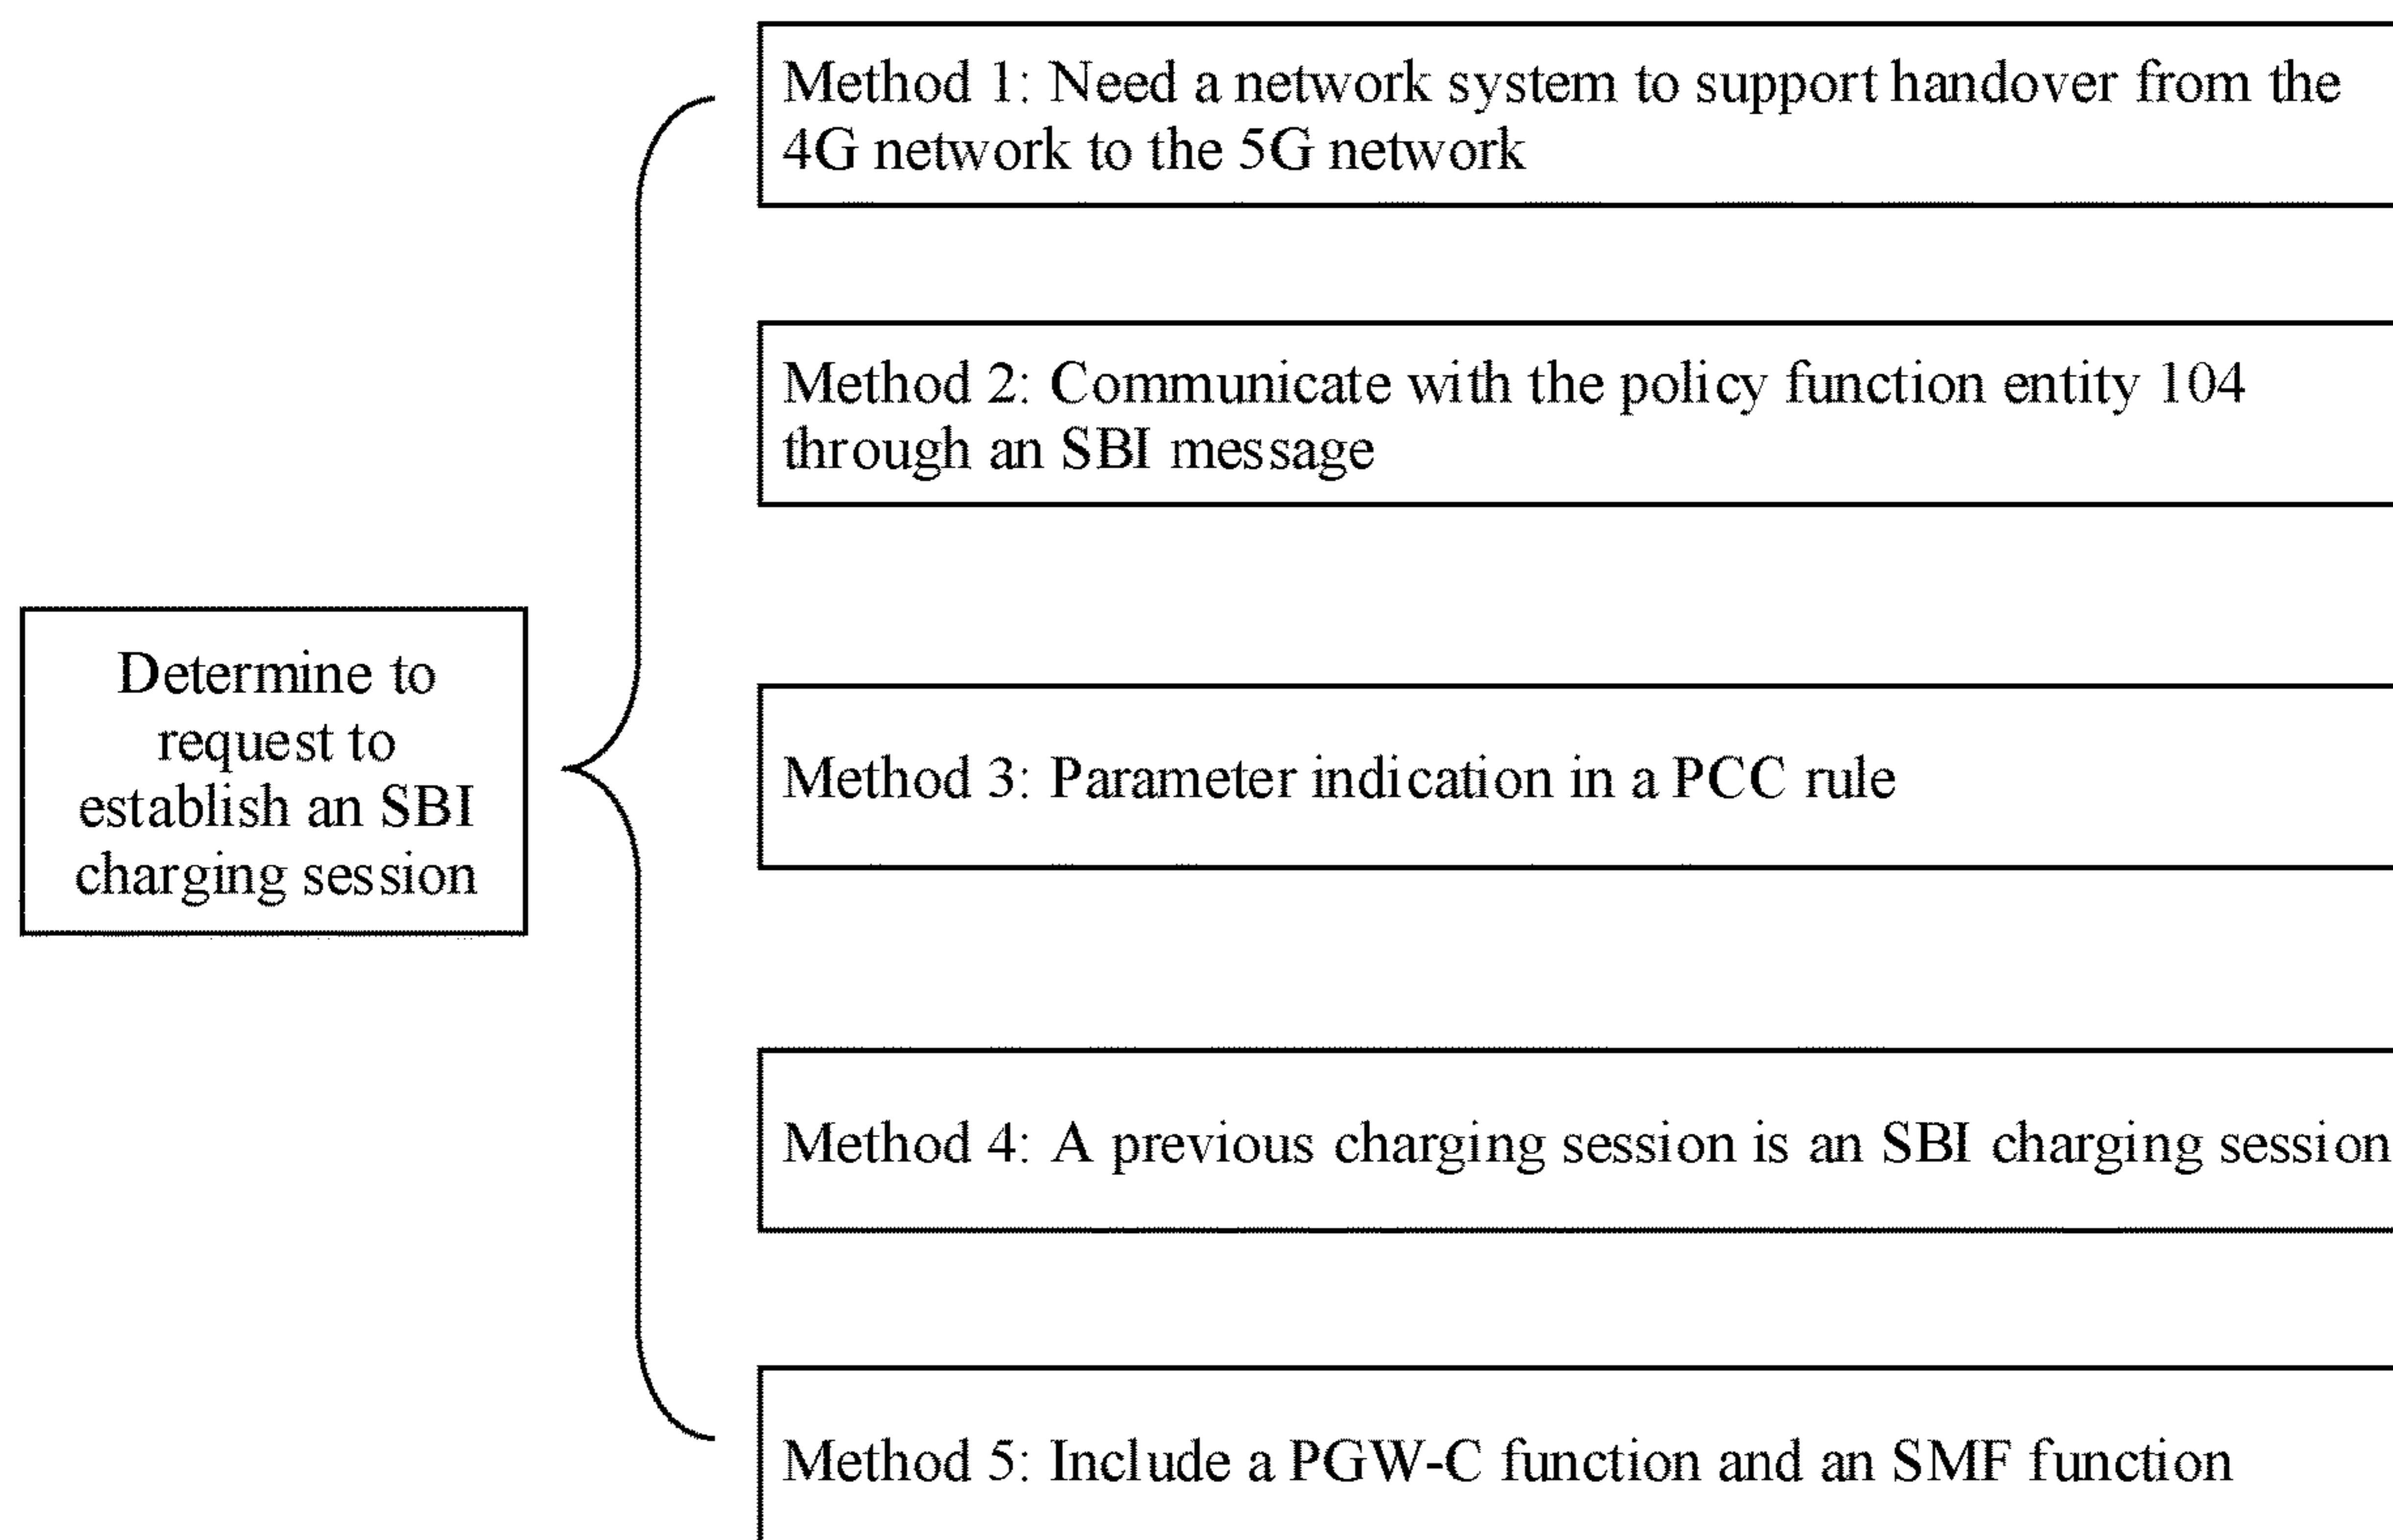 Method 1: Need a network system to support handover from the
4G network to the 5G network
Method 2: Communicate with the policy function entity 104
through an SBI message
Determine to
request to
establish an SBI
charging session
Method 3: Parameter indication in a PCC rule
Method 4: A previous charging session is an SBI charging session
Method 5: Include a PGW-C function and an SMF function